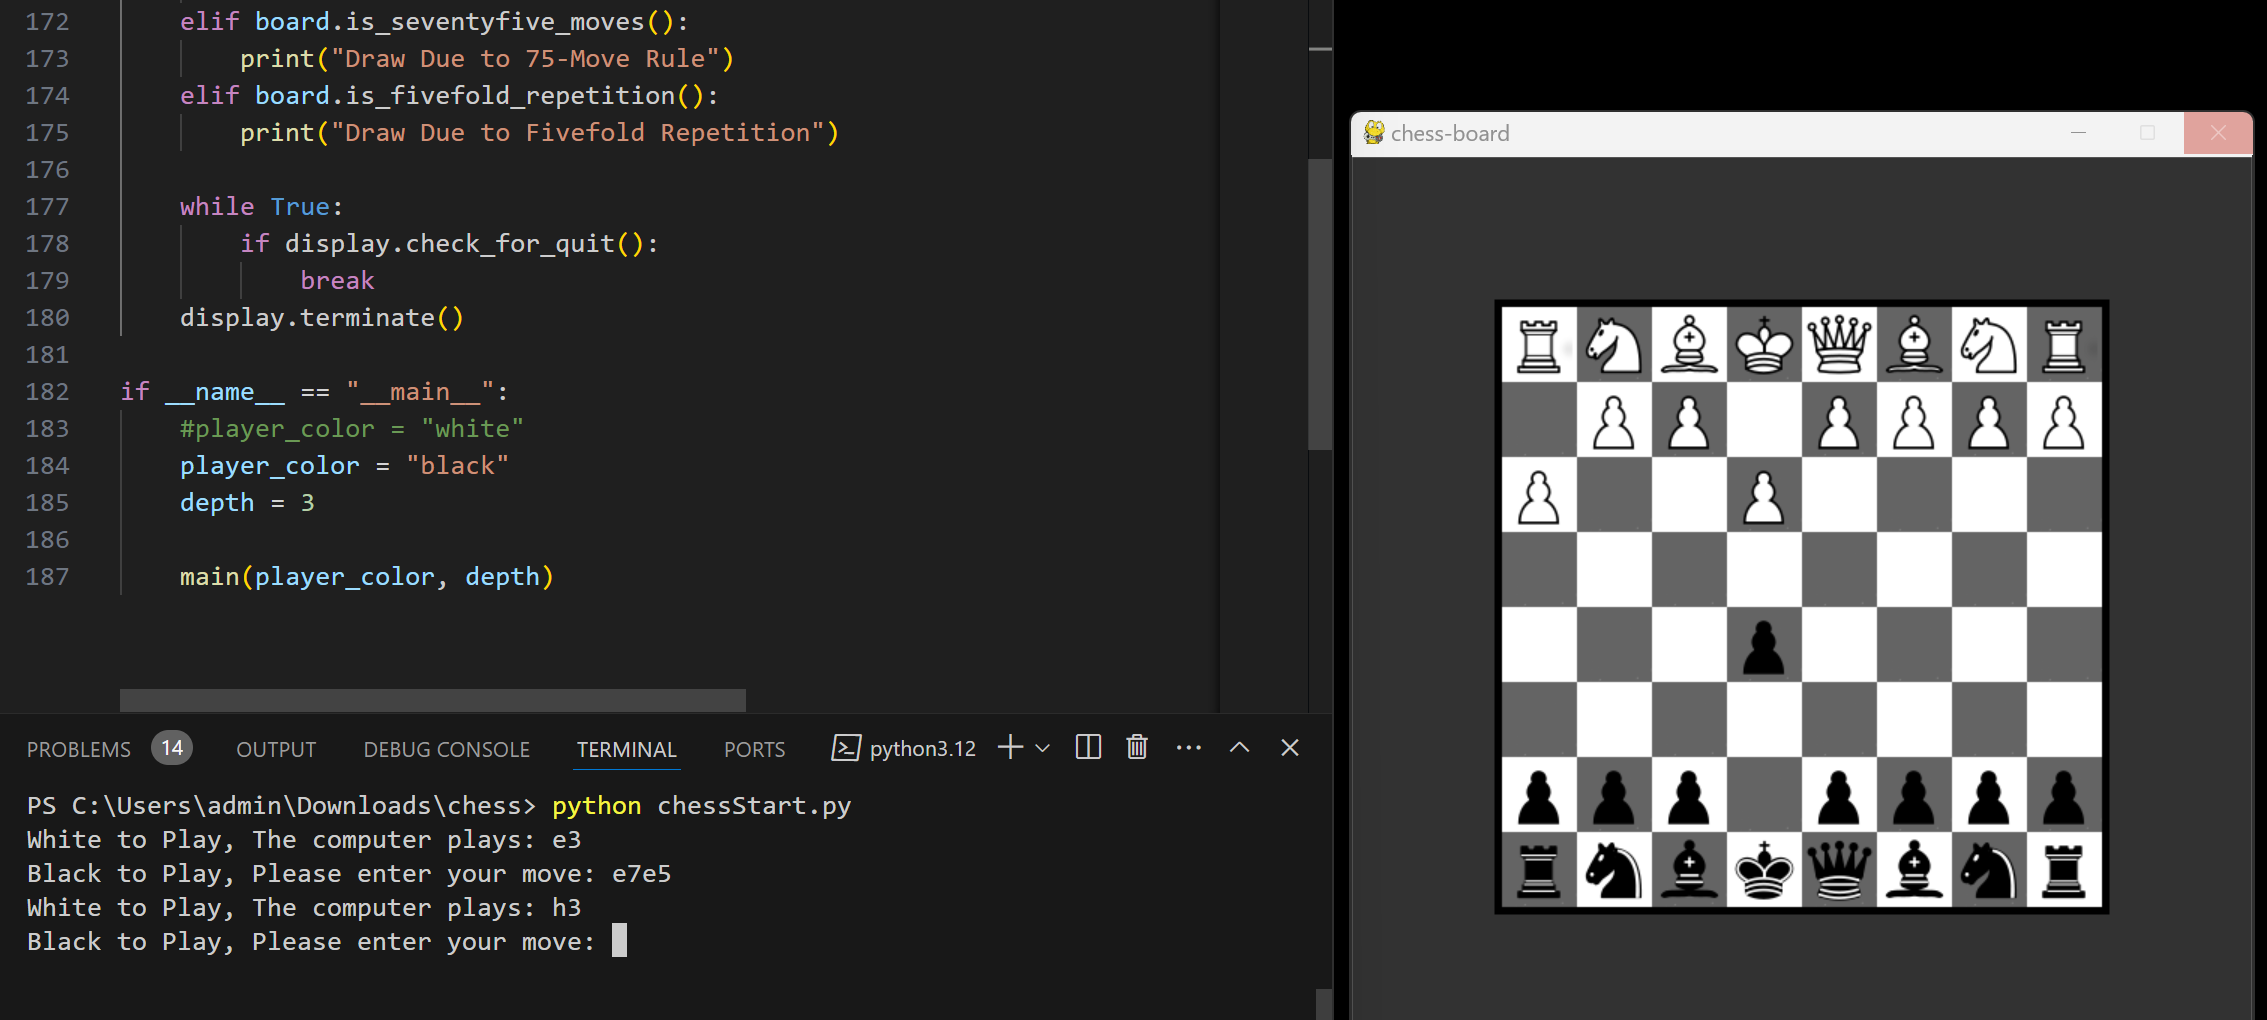 172 elif board.is_seventyfive_moves():
173 print("Draw Due to 75-Move Rule")
174 elif board.is_fivefold_repetition():
175 print("Draw Due to Fivefold Repetition")
176
177 while True:
178 if display.check_for_quit():
179 break
180 display.terminate()
181
182 if __name__ == "__main__":
183 #player_color = "white"
184 player_color = "black"
185 depth = 3
186
187 main(player_color, depth)
PROBLEMS 14 OUTPUT DEBUG CONSOLE TERMINAL PORTS python3.12
PS C:\Users\admin\Downloads\chess> python chessStart.py
White to Play, The computer plays: e3
Black to Play, Please enter your move: e7e5
White to Play, The computer plays: h3
Black to Play, Please enter your move:
chess-board